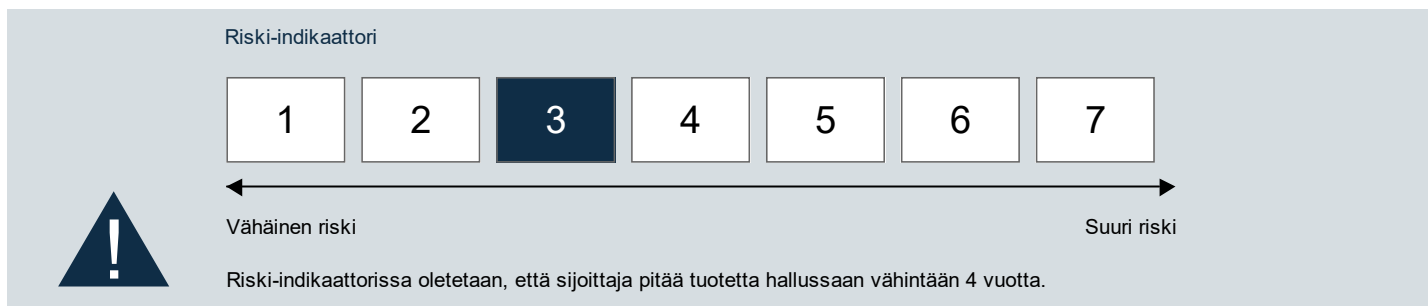 Riski-indikaattori
1 2 3 4 5 6 7
Vähäinen riski Suuri riski
!
Riski-indikaattorissa oletetaan, että sijoittaja pitää tuotetta hallussaan vähintään 4 vuotta.